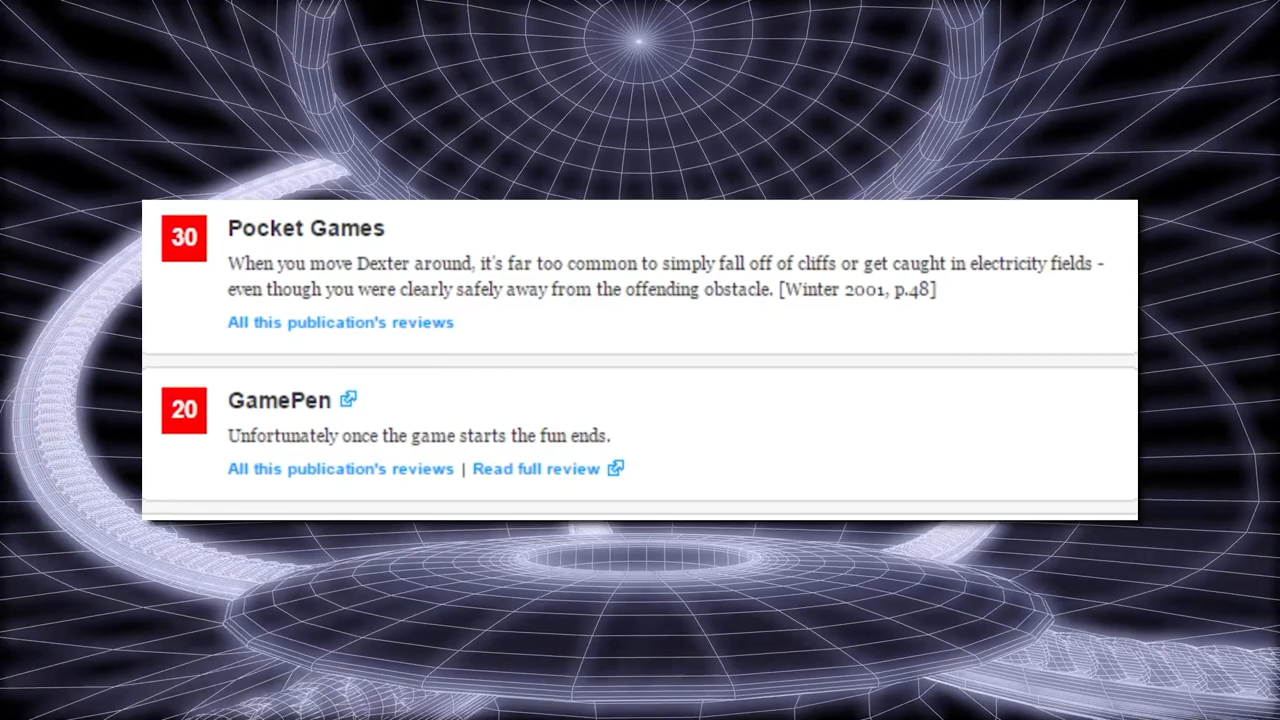 30
Pocket Games
When you move Dexter around, it's far too common to simply fall off of cliffs or get caught in electricity fields -
even though you were clearly safely away from the offending obstacle. [Winter 2001, p.48]
All this publication's reviews
20
GamePen
Unfortunately once the game starts the fun ends.
All this publication's reviews | Read full review